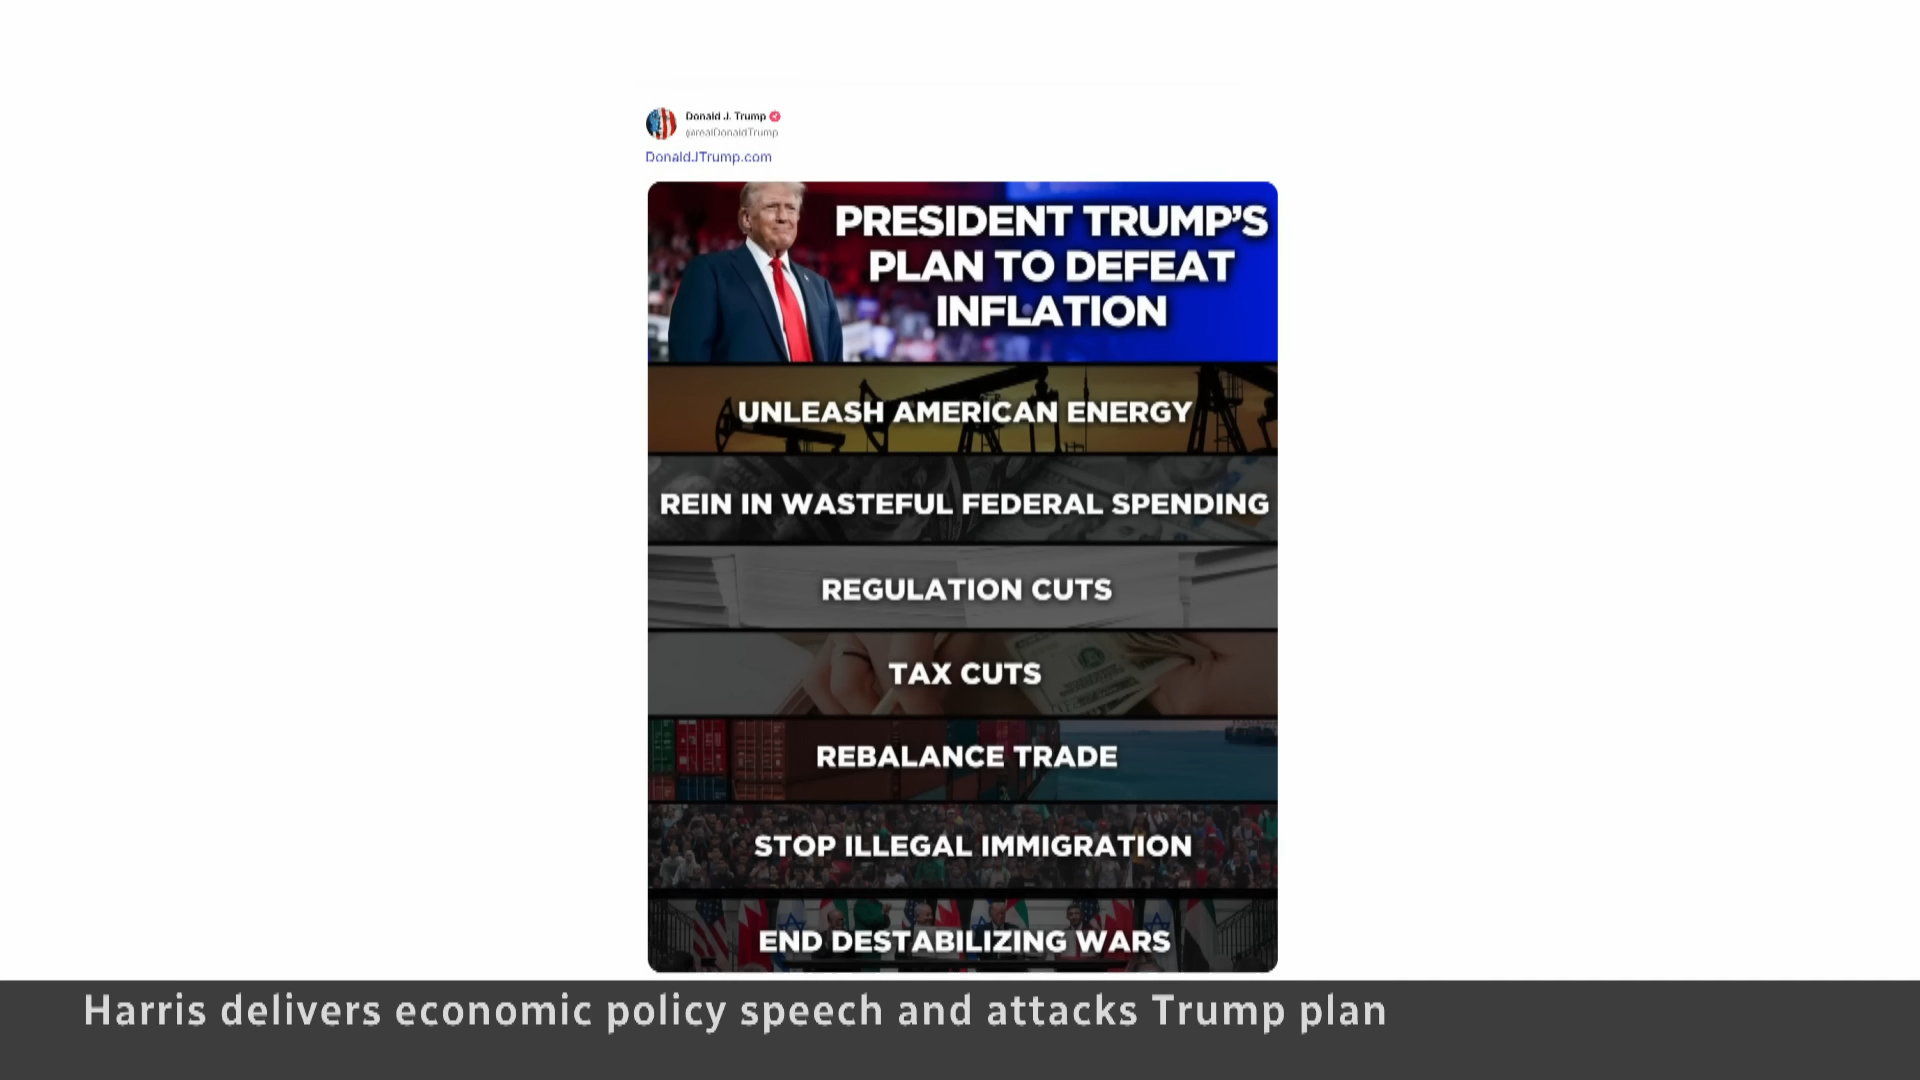 Donald J. Trump
@realDonaldTrump
DonaldJTrump.com
PRESIDENT TRUMP'S
PLAN TO DEFEAT
INFLATION
UNLEASH AMERICAN ENERGY
REIN IN WASTEFUL FEDERAL SPENDING
REGULATION CUTS
TAX CUTS
REBALANCE TRADE
STOP ILLEGAL IMMIGRATION
END DESTABILIZING WARS
Harris delivers economic policy speech and attacks Trump plan